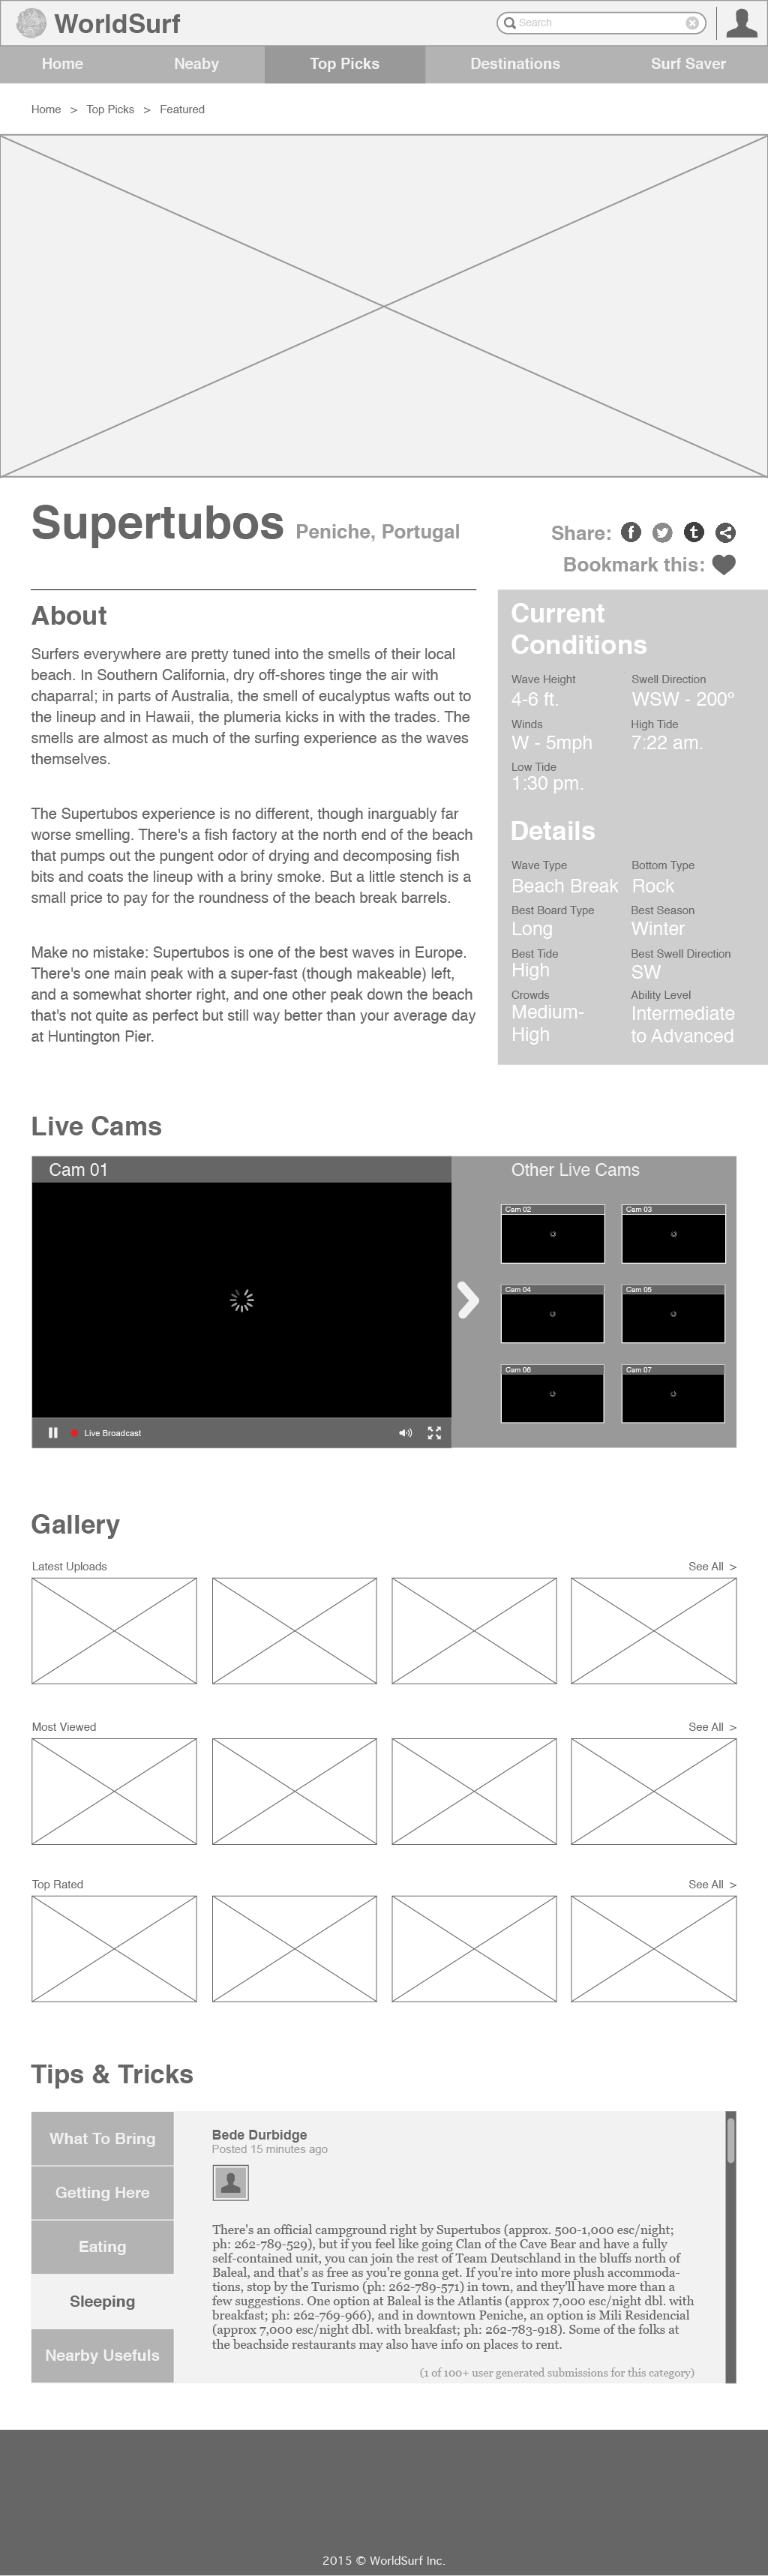 WorldSurf
Search
Home Neaby Top Picks Destinations Surf Saver
Home > Top Picks > Featured
Supertubos Peniche, Portugal
Share:
Bookmark this:
About
Surfers everywhere are pretty tuned into the smells of their local
beach. In Southern California, dry off-shores tinge the air with
chaparral; in parts of Australia, the smell of eucalyptus wafts out to
the lineup and in Hawaii, the plumeria kicks in with the trades. The
smells are almost as much of the surfing experience as the waves
themselves.
The Supertubos experience is no different, though inarguably far
worse smelling. There's a fish factory at the north end of the beach
that pumps out the pungent odor of drying and decomposing fish
bits and coats the lineup with a briny smoke. But a little stench is a
small price to pay for the roundness of the beach break barrels.
Make no mistake: Supertubos is one of the best waves in Europe.
There's one main peak with a super-fast (though makeable) left,
and a somewhat shorter right, and one other peak down the beach
that's not quite as perfect but still way better than your average day
at Huntington Pier.
Current
Conditions
Wave Height Swell Direction
4-6 ft. WSW - 200º
Winds High Tide
W - 5mph 7:22 am.
Low Tide
1:30 pm.
Details
Wave Type Bottom Type
Beach Break Rock
Best Board Type Best Season
Long Winter
Best Tide Best Swell Direction
High SW
Crowds Ability Level
Medium- Intermediate
High to Advanced
Live Cams
Cam 01
Live Broadcast
Other Live Cams
Cam 02 Cam 03
Cam 04 Cam 05
Cam 06 Cam 07
Gallery
Latest Uploads See All >
Most Viewed See All >
Top Rated See All >
Tips & Tricks
What To Bring
Getting Here
Eating
Sleeping
Nearby Usefuls
Bede Durbidge
Posted 15 minutes ago
There's an official campground right by Supertubos (approx. 500-1,000 esc/night;
ph: 262-789-529), but if you feel like going Clan of the Cave Bear and have a fully
self-contained unit, you can join the rest of Team Deutschland in the bluffs north of
Baleal, and that's as free as you're gonna get. If you're into more plush accommoda-
tions, stop by the Turismo (ph: 262-789-571) in town, and they'll have more than a
few suggestions. One option at Baleal is the Atlantis (approx 7,000 esc/night dbl. with
breakfast; ph: 262-769-966), and in downtown Peniche, an option is Mili Residencial
(approx 7,000 esc/night dbl. with breakfast; ph: 262-783-918). Some of the folks at
the beachside restaurants may also have info on places to rent.
(1 of 100+ user generated submissions for this category)
2015 © WorldSurf Inc.